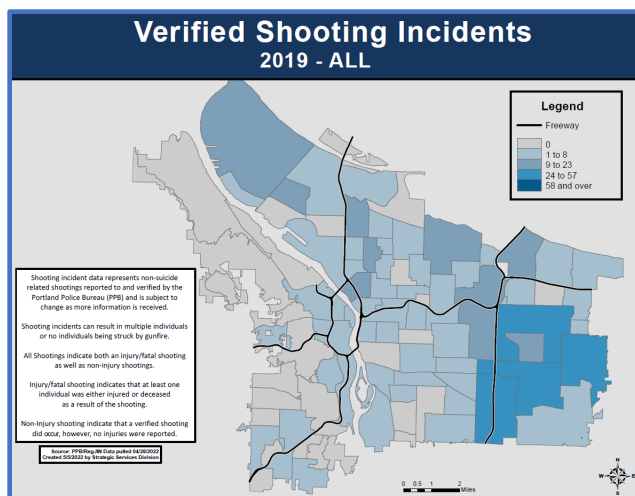 Verified Shooting Incidents
2019 - ALL
Legend
Freeway
0
1 to 8
9 to 23
24 to 57
58 and over
Shooting incident data represents non-suicide
related shootings reported to and verified by the
Portland Police Bureau (PPB) and is subject to
change as more information is received.
Shooting incidents can result in multiple individuals
or no individuals being struck by gunfire.
All Shootings indicate both an injury/fatal shooting
as well as non-injury shootings.
Injury/fatal shooting indicates that at least one
individual was either injured or deceased
as a result of the shooting.
Non-Injury shooting indicate that a verified shooting
did occur, however, no injuries were reported.
Source: PPB/RegJIN Data pulled 04/28/2022
Created 5/5/2022 by Strategic Services Division
0 0.5 1 2
Miles
N
W E
S